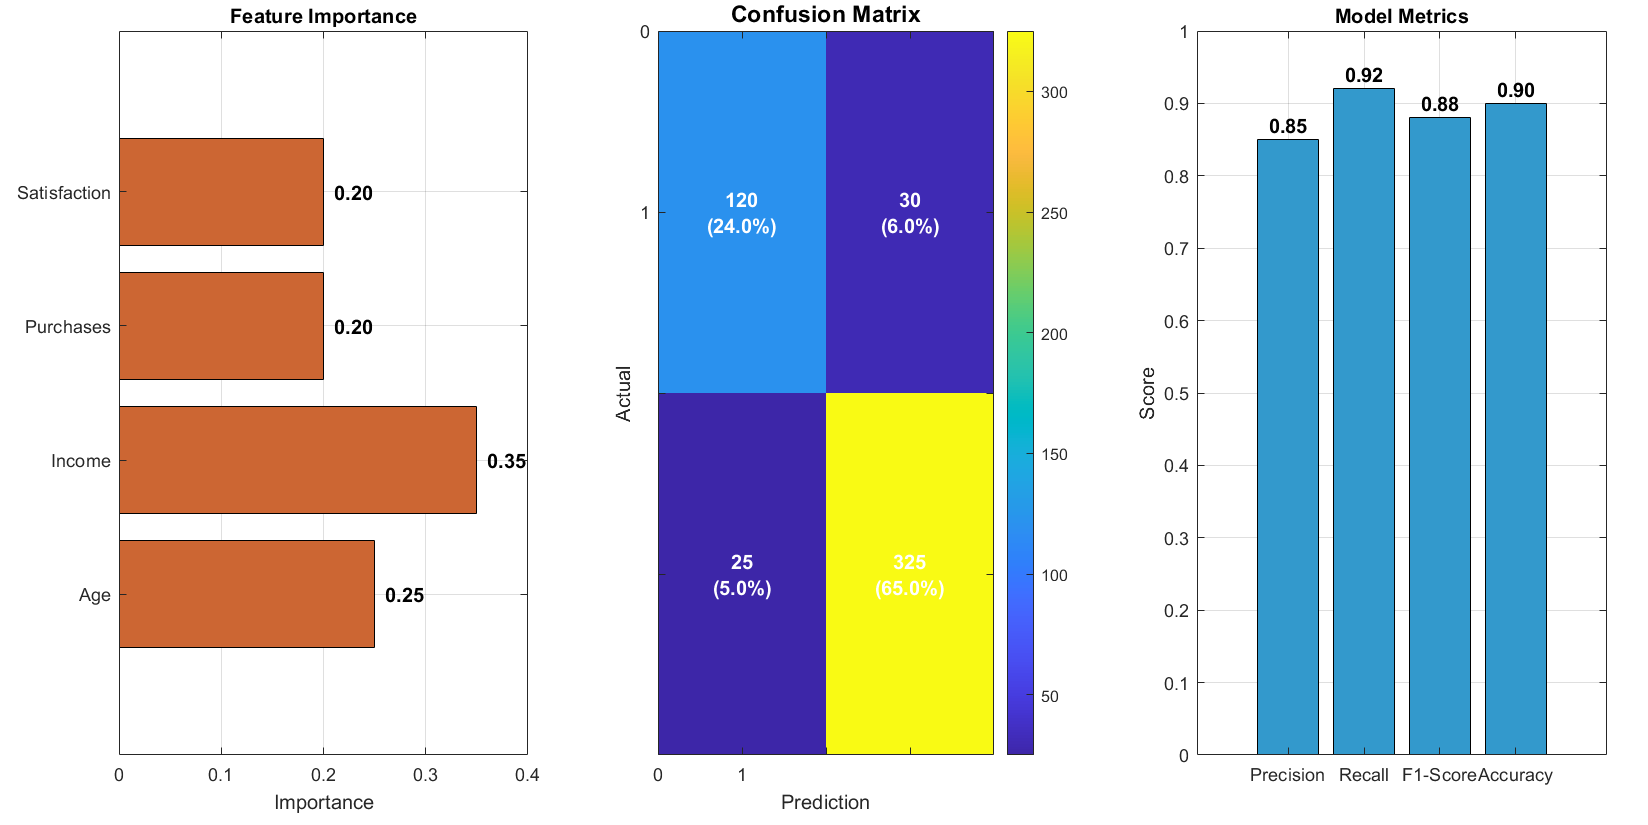 Feature Importance
Satisfaction
0.20
Purchases
0.20
Income
0.35
Age
0.25
0 0.1 0.2 0.3 0.4
Importance
Confusion Matrix
0
1
Actual
120
(24.0%)
30
(6.0%)
25
(5.0%)
325
(65.0%)
0 1
Prediction
300
250
200
150
100
50
Model Metrics
1
0.9
0.8
0.7
0.6
0.5
0.4
0.3
0.2
0.1
0
Score
0.85
0.92
0.88
0.90
Precision Recall F1-Score Accuracy